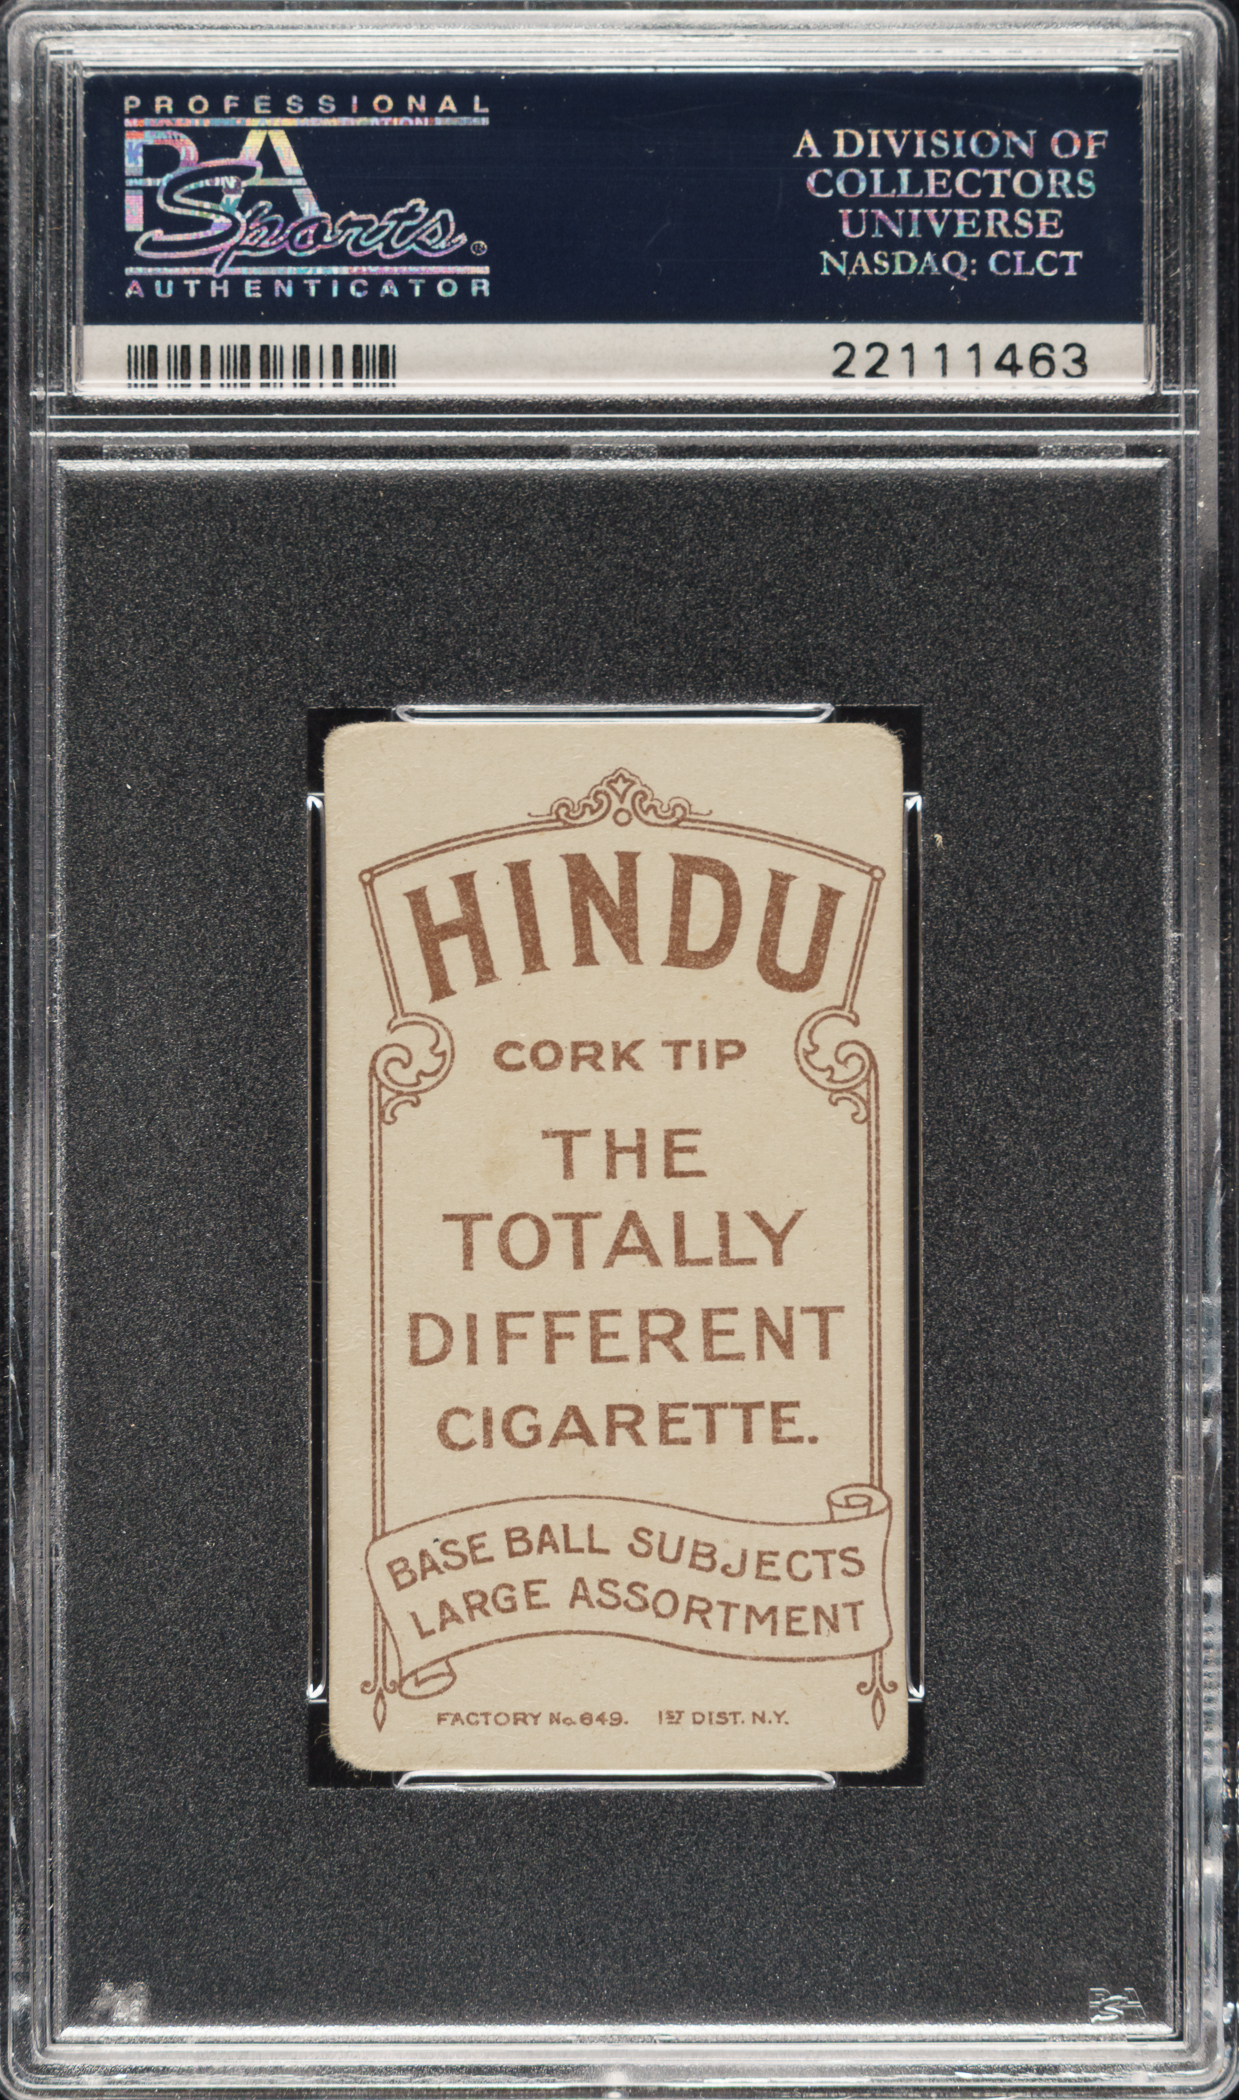 PROFESSIONAL
PSA
Sports®
AUTHENTICATOR
A DIVISION OF
COLLECTORS
UNIVERSE
NASDAQ: CLCT
22111463
HINDU
CORK TIP
THE
TOTALLY
DIFFERENT
CIGARETTE.
BASE BALL SUBJECTS
LARGE ASSORTMENT
FACTORY No. 649. 1ST DIST. N.Y.
PSA